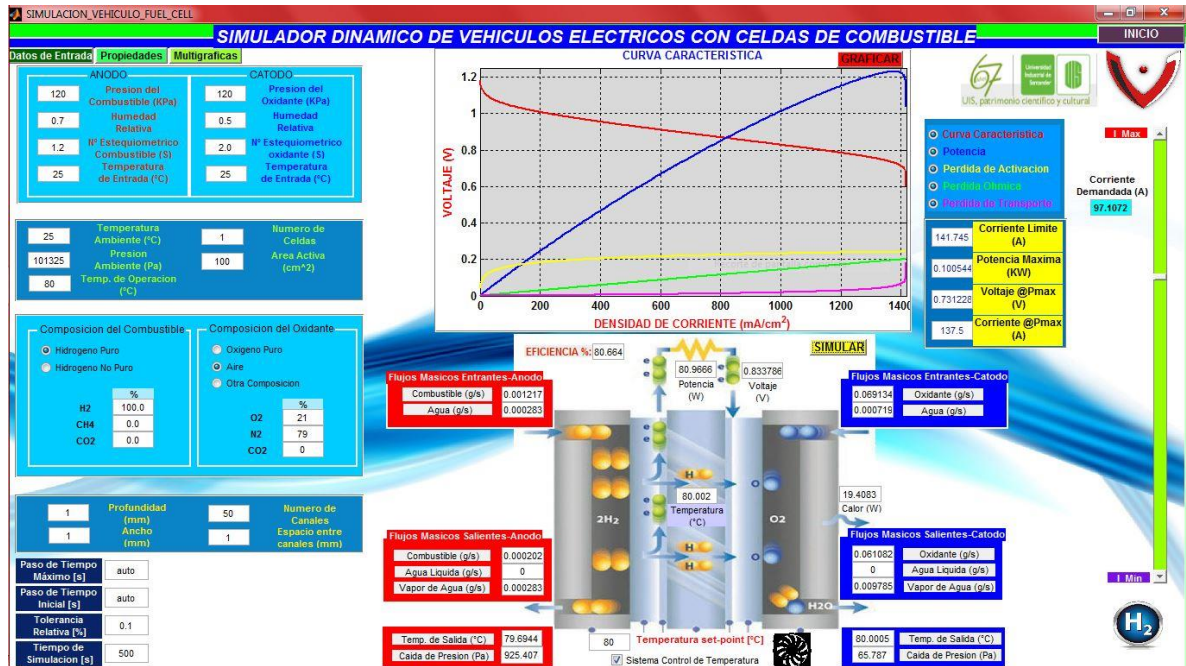 SIMULACION_VEHICULO_FUEL_CELL
SIMULADOR DINAMICO DE VEHICULOS ELECTRICOS CON CELDAS DE COMBUSTIBLE
INICIO
Datos de Entrada Propiedades Multigraficas
ANODO
120 Presion del Combustible (KPa)
0.7 Humedad Relativa
1.2 Nº Estequiometrico Combustible (S)
25 Temperatura de Entrada (ºC)
CATODO
120 Presion del Oxidante (KPa)
0.5 Humedad Relativa
2.0 Nº Estequiometrico oxidante (S)
25 Temperatura de Entrada (ºC)
25 Temperatura Ambiente (ºC)
101325 Presion Ambiente (Pa)
80 Temp. de Operacion (ºC)
1 Numero de Celdas
100 Area Activa (cm^2)
Composicion del Combustible
Hidrogeno Puro
Hidrogeno No Puro
%
H2 100.0
CH4 0.0
CO2 0.0
Composicion del Oxidante
Oxigeno Puro
Aire
Otra Composicion
%
O2 21
N2 79
CO2 0
1 Profundidad (mm)
1 Ancho (mm)
50 Numero de Canales
1 Espacio entre canales (mm)
Paso de Tiempo Máximo [s] auto
Paso de Tiempo Inicial [s] auto
Tolerancia Relativa [%] 0.1
Tiempo de Simulacion [s] 500
CURVA CARACTERISTICA
GRAFICAR
VOLTAJE (V)
1.2
1
0.8
0.6
0.4
0.2
0
0 200 400 600 800 1000 1200 1400
DENSIDAD DE CORRIENTE (mA/cm2)
67
Universidad Industrial de Santander
UIS
UIS, patrimonio científico y cultural
Curva Caracteristica
Potencia
Perdida de Activacion
Perdida Ohmica
Perdida de Transporte
141.745 Corriente Limite (A)
0.100544 Potencia Maxima (KW)
0.731228 Voltaje @Pmax (V)
137.5 Corriente @Pmax (A)
I Max
Corriente Demandada (A)
97.1072
I Min
H2
EFICIENCIA %: 80.664
SIMULAR
80.9666 Potencia (W)
0.833786 Voltaje (V)
Flujos Masicos Entrantes-Anodo
Combustible (g/s) 0.001217
Agua (g/s) 0.000283
Flujos Masicos Entrantes-Catodo
0.069134 Oxidante (g/s)
0.000719 Agua (g/s)
H
H
H
H
2H2
80.002
Temperatura (°C)
O2
19.4083
Calor (W)
H2O
Flujos Masicos Salientes-Anodo
Combustible (g/s) 0.000202
Agua Liquida (g/s) 0
Vapor de Agua (g/s) 0.000283
Flujos Masicos Salientes-Catodo
0.061082 Oxidante (g/s)
0 Agua Liquida (g/s)
0.009785 Vapor de Agua (g/s)
Temp. de Salida (°C) 79.6944
Caida de Presion (Pa) 925.407
80 Temperatura set-point [ºC]
Sistema Control de Temperatura
80.0005 Temp. de Salida (°C)
65.787 Caida de Presion (Pa)